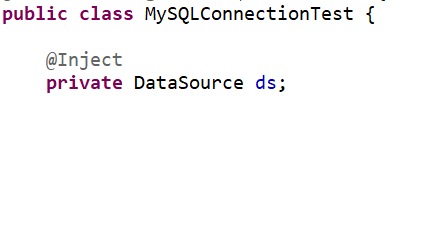 public class MySQLConnectionTest {
@Inject
private DataSource ds;